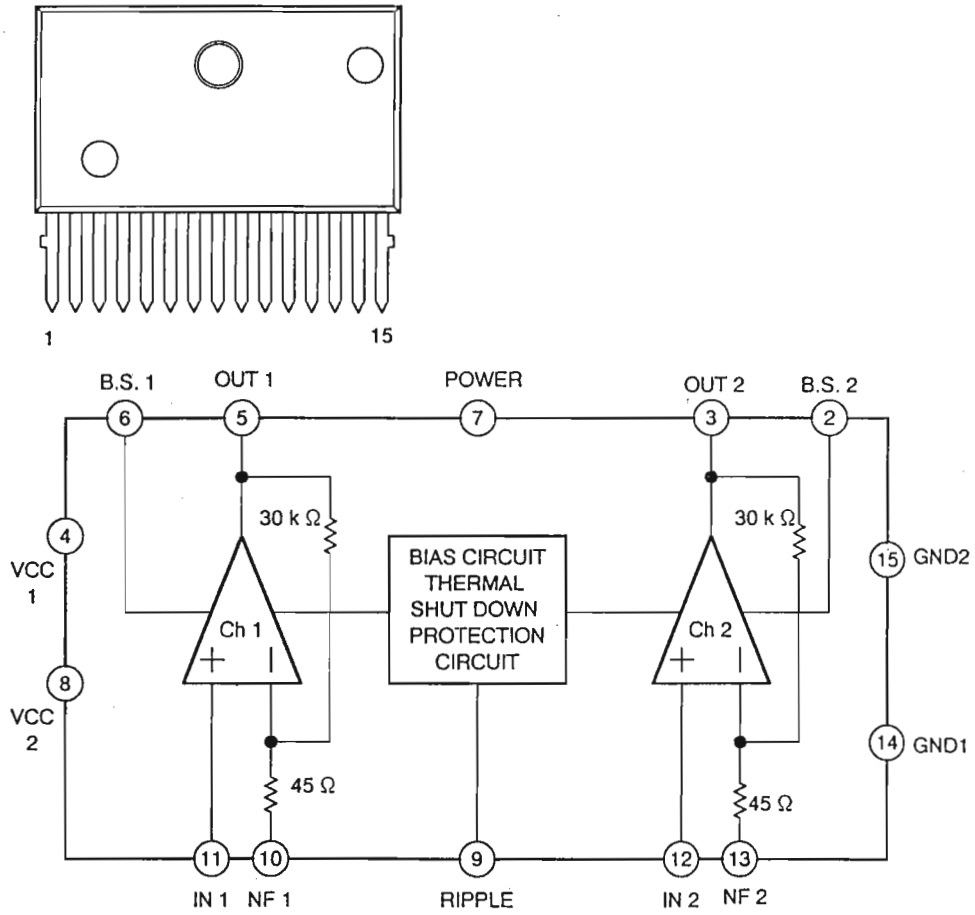 1 15
B.S. 1 OUT 1 POWER OUT 2 B.S. 2
6 5 7 3 2
30 k Ω 30 k Ω
4
VCC
1
BIAS CIRCUIT
THERMAL
SHUT DOWN
PROTECTION
CIRCUIT
15 GND2
Ch 1 Ch 2
+ − + −
8
VCC
2
14 GND1
45 Ω 45 Ω
11 10 9 12 13
IN 1 NF 1 RIPPLE IN 2 NF 2